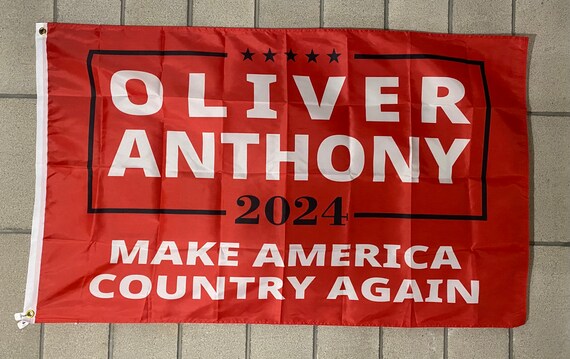 OLIVER
ANTHONY
2024
MAKE AMERICA
COUNTRY AGAIN